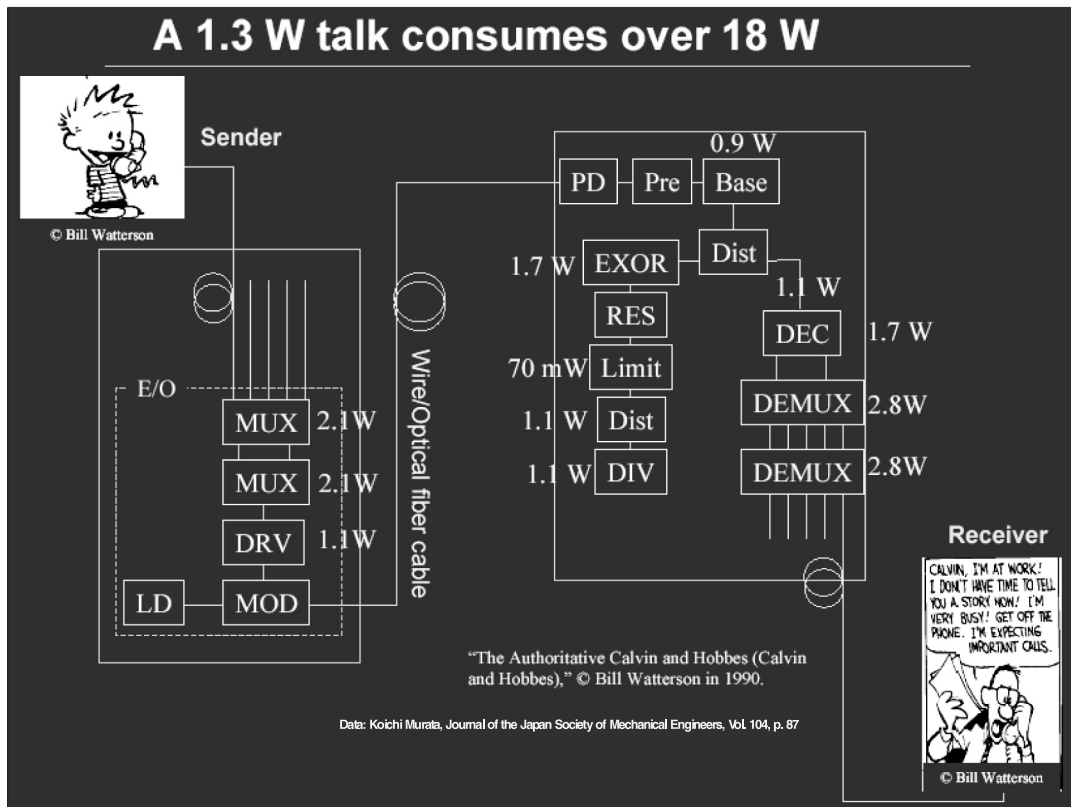 A 1.3 W talk consumes over 18 W
Sender
© Bill Watterson
E/O
MUX 2.1W
MUX 2.1W
DRV 1.1W
LD MOD
Wire/Optical fiber cable
0.9 W
PD Pre Base
Dist
1.7 W EXOR
RES
70 mW Limit
1.1 W Dist
1.1 W DIV
1.1 W
DEC 1.7 W
DEMUX 2.8W
DEMUX 2.8W
Receiver
CALVIN, I'M AT WORK!
I DON'T HAVE TIME TO TELL
YOU A STORY NOW! I'M
VERY BUSY! GET OFF THE
PHONE. I'M EXPECTING
IMPORTANT CALLS.
© Bill Watterson
“The Authoritative Calvin and Hobbes (Calvin
and Hobbes),” © Bill Watterson in 1990.
Data: Koichi Murata, Journal of the Japan Society of Mechanical Engineers, Vol. 104, p. 87